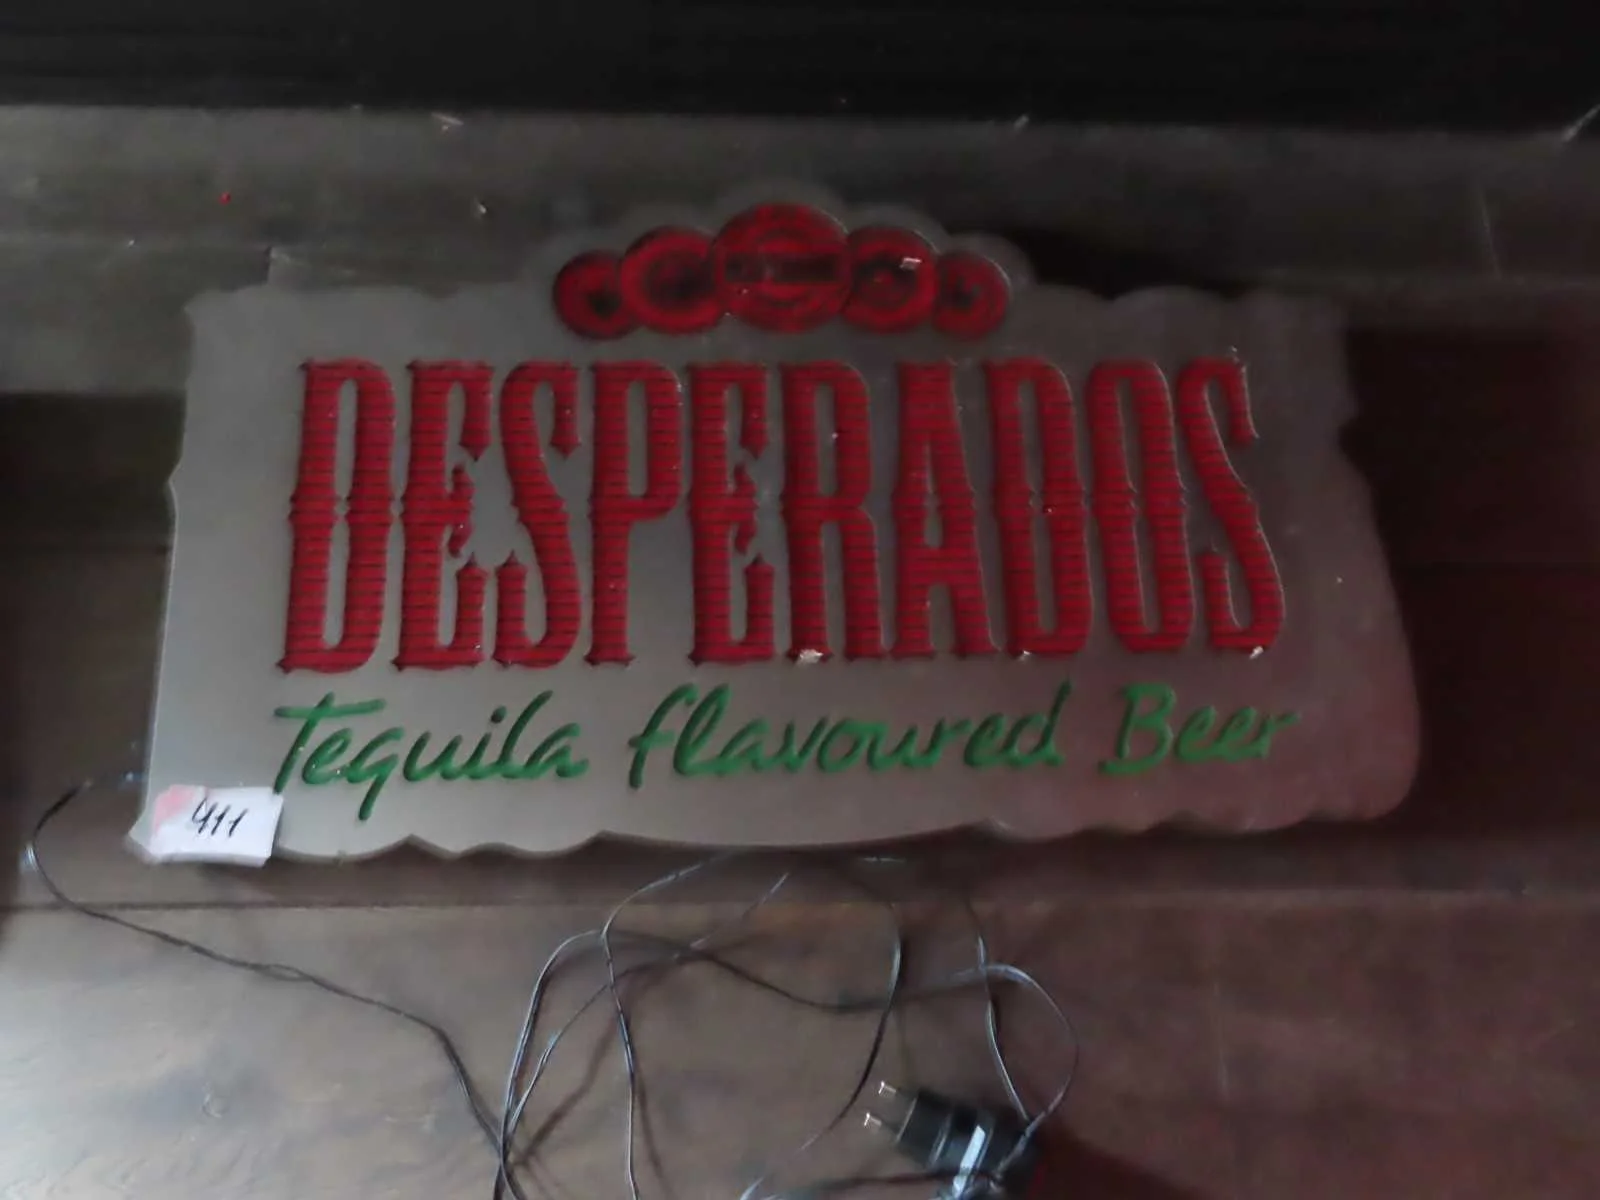 DESPERADOS
Tequila flavoured Beer
411